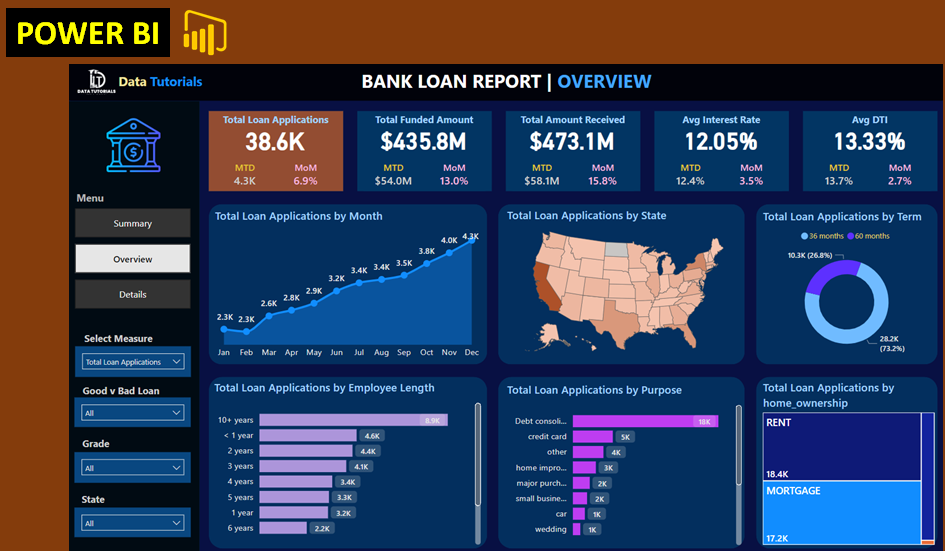 POWER BI
DATA TUTORIALS
Data Tutorials
BANK LOAN REPORT | OVERVIEW
Total Loan Applications
38.6K
MTD MoM
4.3K 6.9%
Total Funded Amount
$435.8M
MTD MoM
$54.0M 13.0%
Total Amount Received
$473.1M
MTD MoM
$58.1M 15.8%
Avg Interest Rate
12.05%
MTD MoM
12.4% 3.5%
Avg DTI
13.33%
MTD MoM
13.7% 2.7%
Menu
Summary
Overview
Details
Select Measure
Total Loan Applications
Good v Bad Loan
All
Grade
All
State
All
Total Loan Applications by Month
2.3K 2.3K 2.6K 2.8K 2.9K 3.2K 3.4K 3.4K 3.5K 3.8K 4.0K 4.3K
Jan Feb Mar Apr May Jun Jul Aug Sep Oct Nov Dec
Total Loan Applications by State
Total Loan Applications by Term
36 months 60 months
10.3K (26.8%)
28.2K
(73.2%)
Total Loan Applications by Employee Length
10+ years 8.9K
< 1 year 4.6K
2 years 4.4K
3 years 4.1K
4 years 3.4K
5 years 3.3K
1 year 3.2K
6 years 2.2K
Total Loan Applications by Purpose
Debt consoli... 18K
credit card 5K
other 4K
home impro... 3K
major purch... 2K
small busine... 2K
car 1K
wedding 1K
Total Loan Applications by
home_ownership
RENT
18.4K
MORTGAGE
17.2K